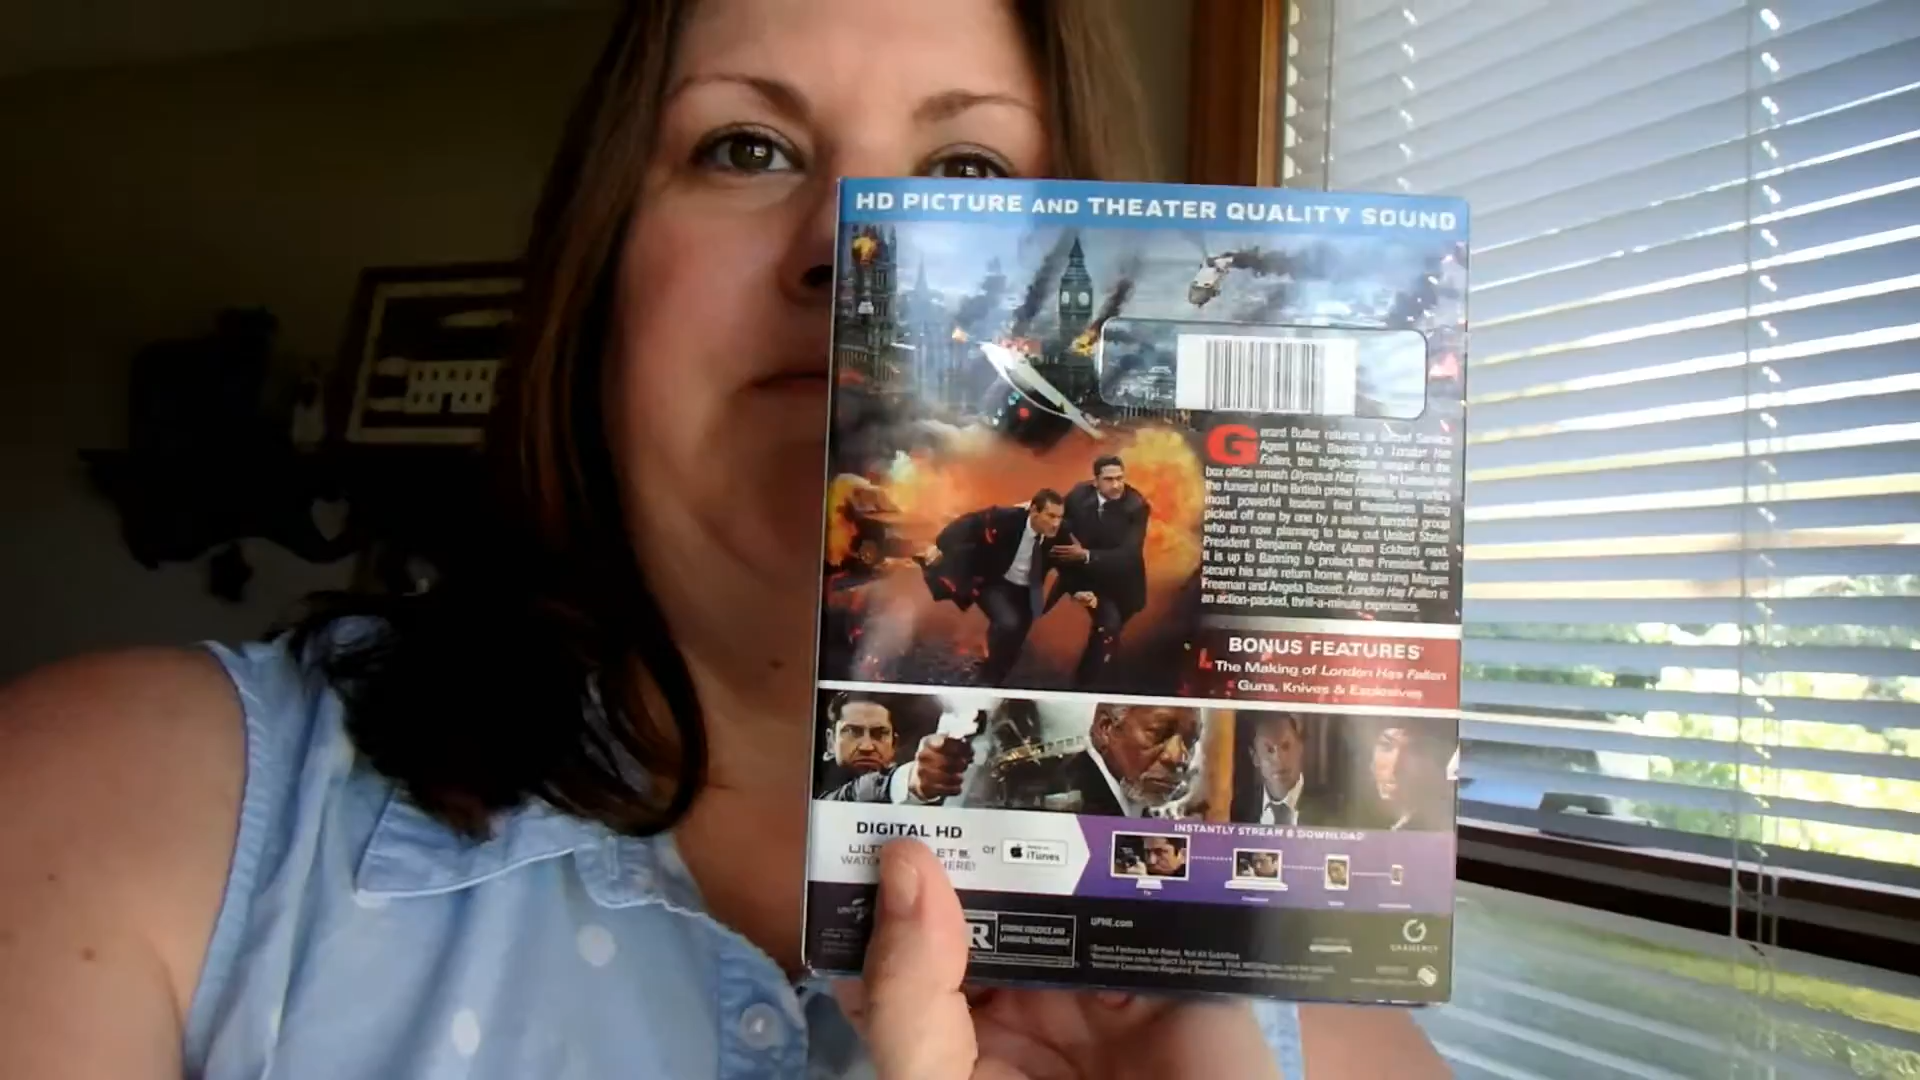 HD PICTURE AND THEATER QUALITY SOUND
Gerard Butler returns as Secret Service
Agent Mike Banning in London Has
Fallen, the high-octane sequel to the
box office smash Olympus Has Fallen. In London for
the funeral of the British prime minister, the world's
most powerful leaders find themselves being
picked off one by one by a sinister terrorist group
who are now planning to take out United States
President Benjamin Asher (Aaron Eckhart) next.
It is up to Banning to protect the President, and
secure his safe return home. Also starring Morgan
Freeman and Angela Bassett, London Has Fallen is
an action-packed, thrill-a-minute experience.
BONUS FEATURES*
The Making of London Has Fallen
Guns, Knives & Explosives
DIGITAL HD
or
iTunes
INSTANTLY STREAM & DOWNLOAD
R
STRONG VIOLENCE AND
LANGUAGE THROUGHOUT
UPHE.com
GRAMERCY